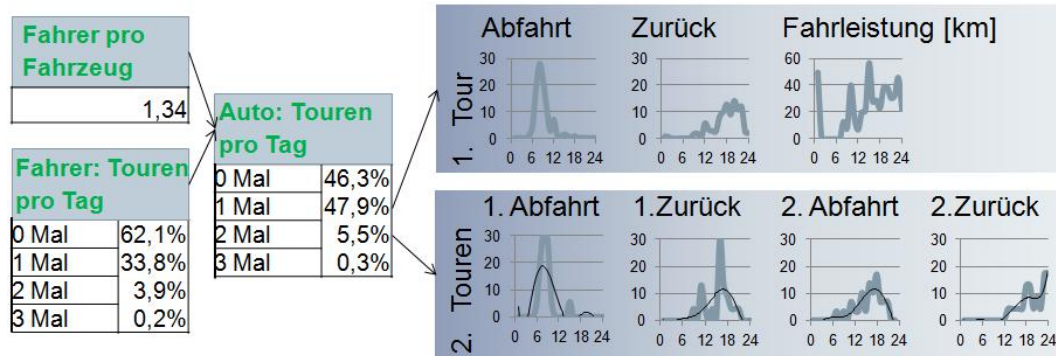 Fahrer pro
Fahrzeug
1,34
Fahrer: Touren
pro Tag
0 Mal 62,1%
1 Mal 33,8%
2 Mal 3,9%
3 Mal 0,2%
Auto: Touren
pro Tag
0 Mal 46,3%
1 Mal 47,9%
2 Mal 5,5%
3 Mal 0,3%
1. Tour
Abfahrt Zurück Fahrleistung [km]
30 30 60
20 20 40
10 10 20
0 0 0
0 6 12 18 24 0 6 12 18 24 0 6 12 18 24
2. Touren
1. Abfahrt 1.Zurück 2. Abfahrt 2.Zurück
30 30 30 30
20 20 20 20
10 10 10 10
0 0 0 0
0 6 12 18 24 0 6 12 18 24 0 6 12 18 24 0 6 12 18 24